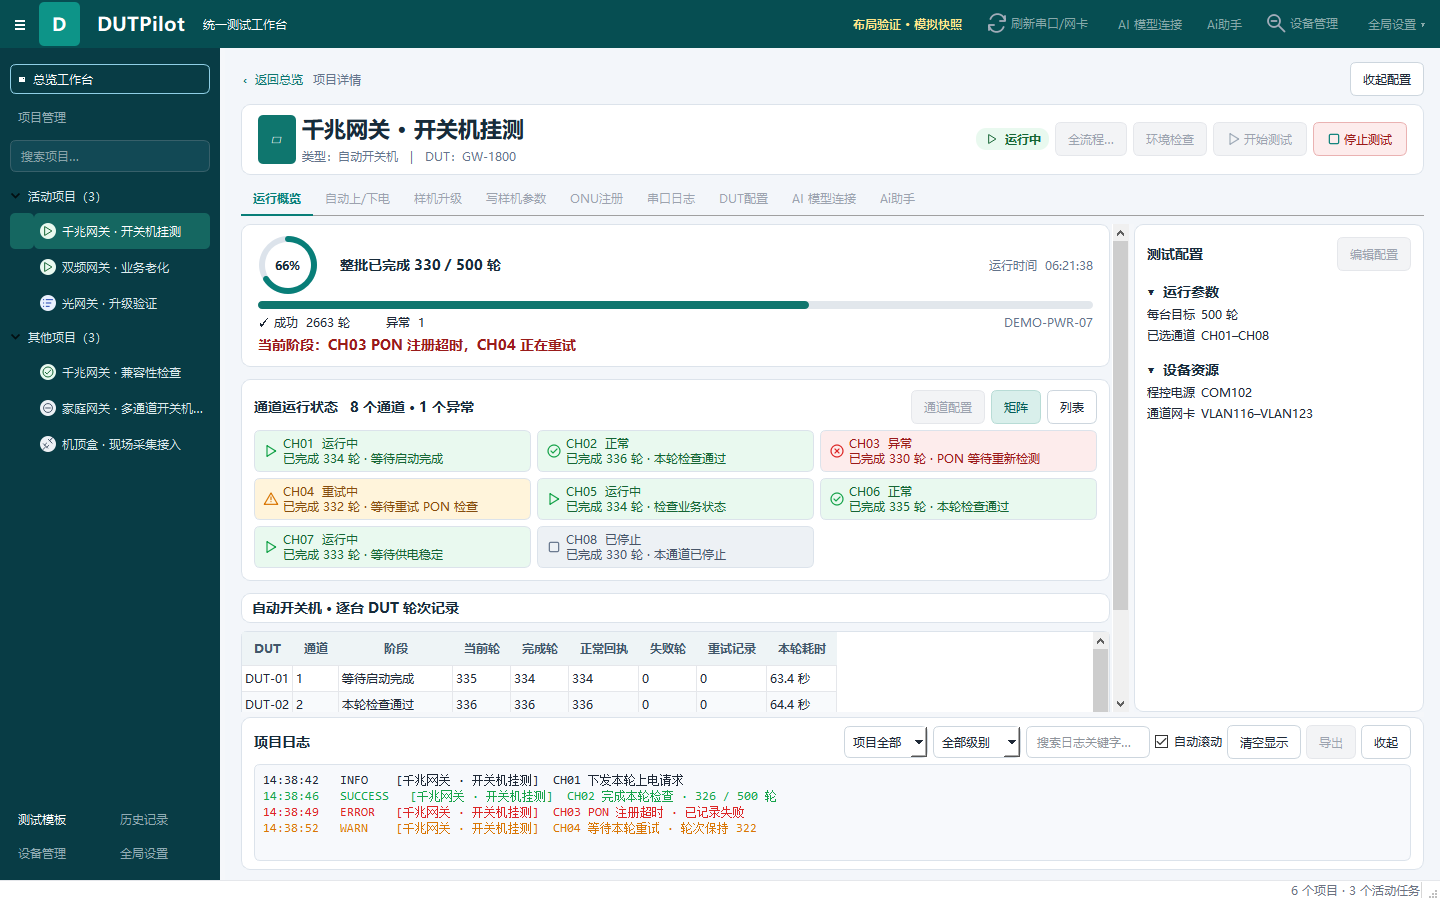 ≡ D DUTPilot 统一测试工作台 布局验证 • 模拟快照 刷新串口/网卡 AI 模型连接 Ai助手 设备管理 全局设置
总览工作台
项目管理
搜索项目...
活动项目 (3)
千兆网关 · 开关机挂测
双频网关 · 业务老化
光网关 · 升级验证
其他项目 (3)
千兆网关 · 兼容性检查
家庭网关 · 多通道开关机...
机顶盒 · 现场采集接入
测试模板 历史记录
设备管理 全局设置
‹ 返回总览 项目详情 收起配置
千兆网关 • 开关机挂测
类型: 自动开关机 | DUT: GW-1800
运行中 全流程... 环境检查 开始测试 停止测试
运行概览 自动上/下电 样机升级 写样机参数 ONU注册 串口日志 DUT配置 AI 模型连接 Ai助手
66% 整批已完成 330 / 500 轮 运行时间 06:21:38
✓ 成功 2663 轮 异常 1 DEMO-PWR-07
当前阶段: CH03 PON 注册超时, CH04 正在重试
通道运行状态 8 个通道 • 1 个异常 通道配置 矩阵 列表
CH01 运行中
已完成 334 轮 · 等待启动完成
CH02 正常
已完成 336 轮 · 本轮检查通过
CH03 异常
已完成 330 轮 · PON 等待重新检测
CH04 重试中
已完成 332 轮 · 等待重试 PON 检查
CH05 运行中
已完成 334 轮 · 检查业务状态
CH06 正常
已完成 335 轮 · 本轮检查通过
CH07 运行中
已完成 333 轮 · 等待供电稳定
CH08 已停止
已完成 330 轮 · 本通道已停止
自动开关机 • 逐台 DUT 轮次记录
DUT 通道 阶段 当前轮 完成轮 正常回执 失败轮 重试记录 本轮耗时
DUT-01 1 等待启动完成 335 334 334 0 0 63.4 秒
DUT-02 2 本轮检查通过 336 336 336 0 0 64.4 秒
测试配置 编辑配置
▼ 运行参数
每台目标 500 轮
已选通道 CH01–CH08
▼ 设备资源
程控电源 COM102
通道网卡 VLAN116–VLAN123
项目日志 项目全部 全部级别 搜索日志关键字... 自动滚动 清空显示 导出 收起
14:38:42 INFO [千兆网关 · 开关机挂测] CH01 下发本轮上电请求
14:38:46 SUCCESS [千兆网关 · 开关机挂测] CH02 完成本轮检查 · 326 / 500 轮
14:38:49 ERROR [千兆网关 · 开关机挂测] CH03 PON 注册超时 · 已记录失败
14:38:52 WARN [千兆网关 · 开关机挂测] CH04 等待本轮重试 · 轮次保持 322
6 个项目 · 3 个活动任务